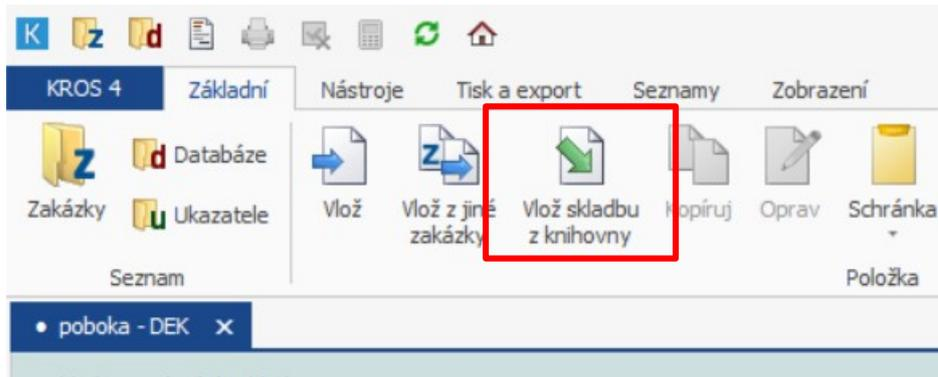 K z d
KROS 4 Základní Nástroje Tisk a export Seznamy Zobrazení
z d Databáze z
Zakázky u Ukazatele Vlož Vlož z jiné Vlož skladbu Kopíruj Oprav Schránka
zakázky z knihovny
Seznam Položka
• poboka - DEK x